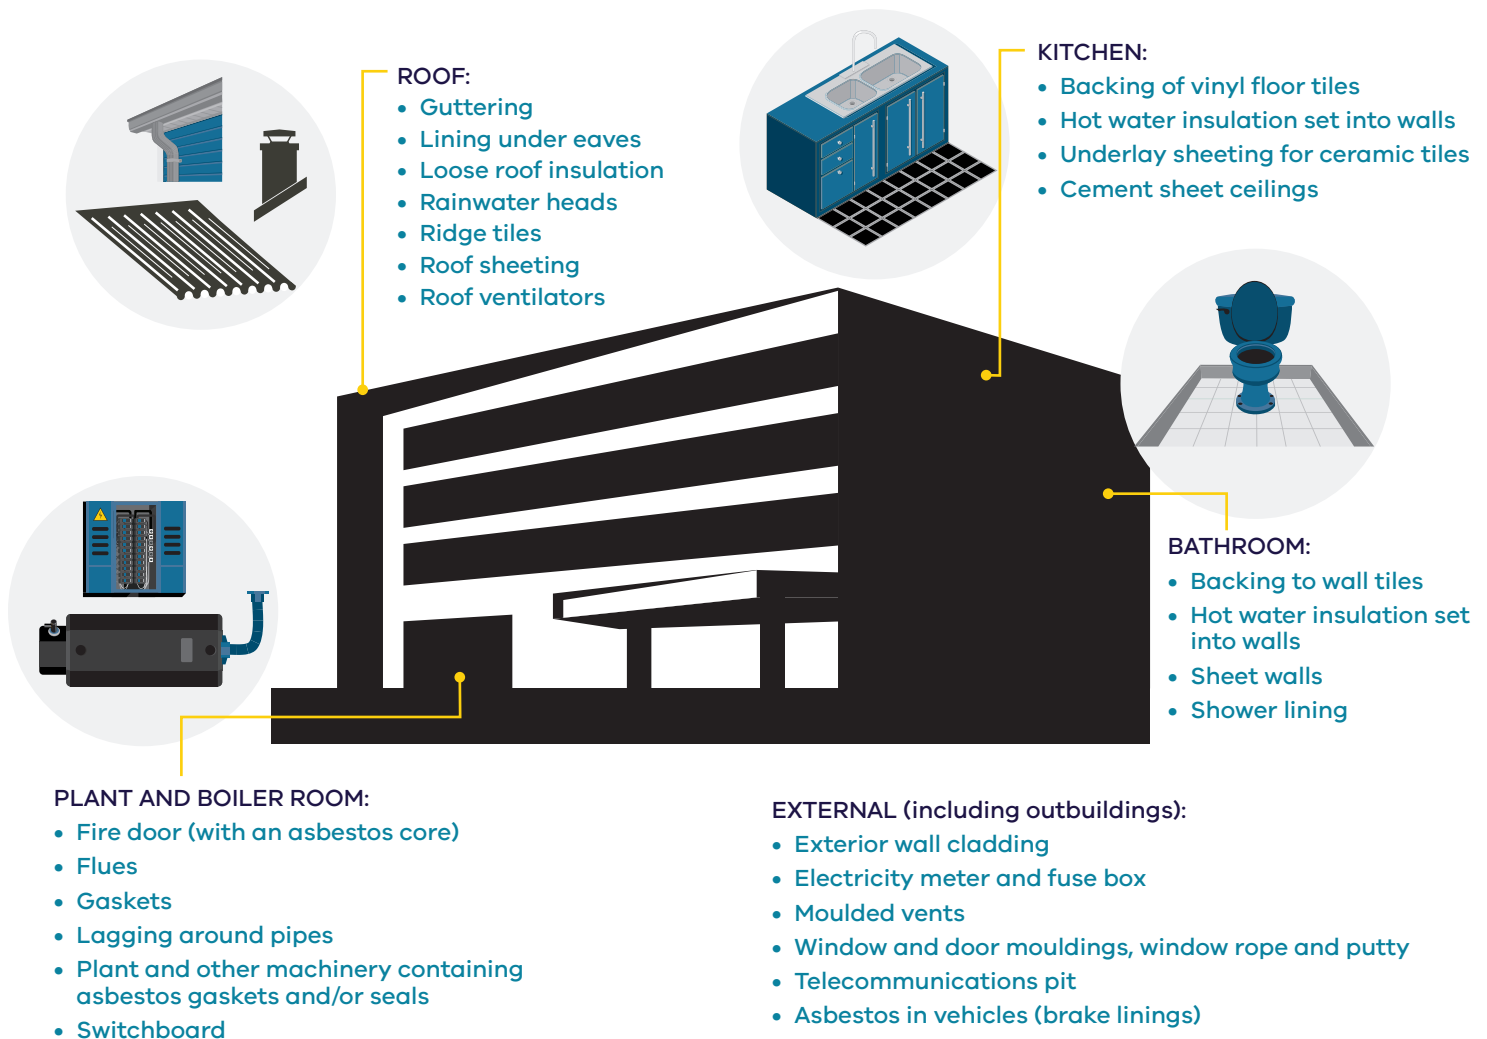 ROOF:
• Guttering
• Lining under eaves
• Loose roof insulation
• Rainwater heads
• Ridge tiles
• Roof sheeting
• Roof ventilators
KITCHEN:
• Backing of vinyl floor tiles
• Hot water insulation set into walls
• Underlay sheeting for ceramic tiles
• Cement sheet ceilings
BATHROOM:
• Backing to wall tiles
• Hot water insulation set
into walls
• Sheet walls
• Shower lining
PLANT AND BOILER ROOM:
• Fire door (with an asbestos core)
• Flues
• Gaskets
• Lagging around pipes
• Plant and other machinery containing
asbestos gaskets and/or seals
• Switchboard
EXTERNAL (including outbuildings):
• Exterior wall cladding
• Electricity meter and fuse box
• Moulded vents
• Window and door mouldings, window rope and putty
• Telecommunications pit
• Asbestos in vehicles (brake linings)